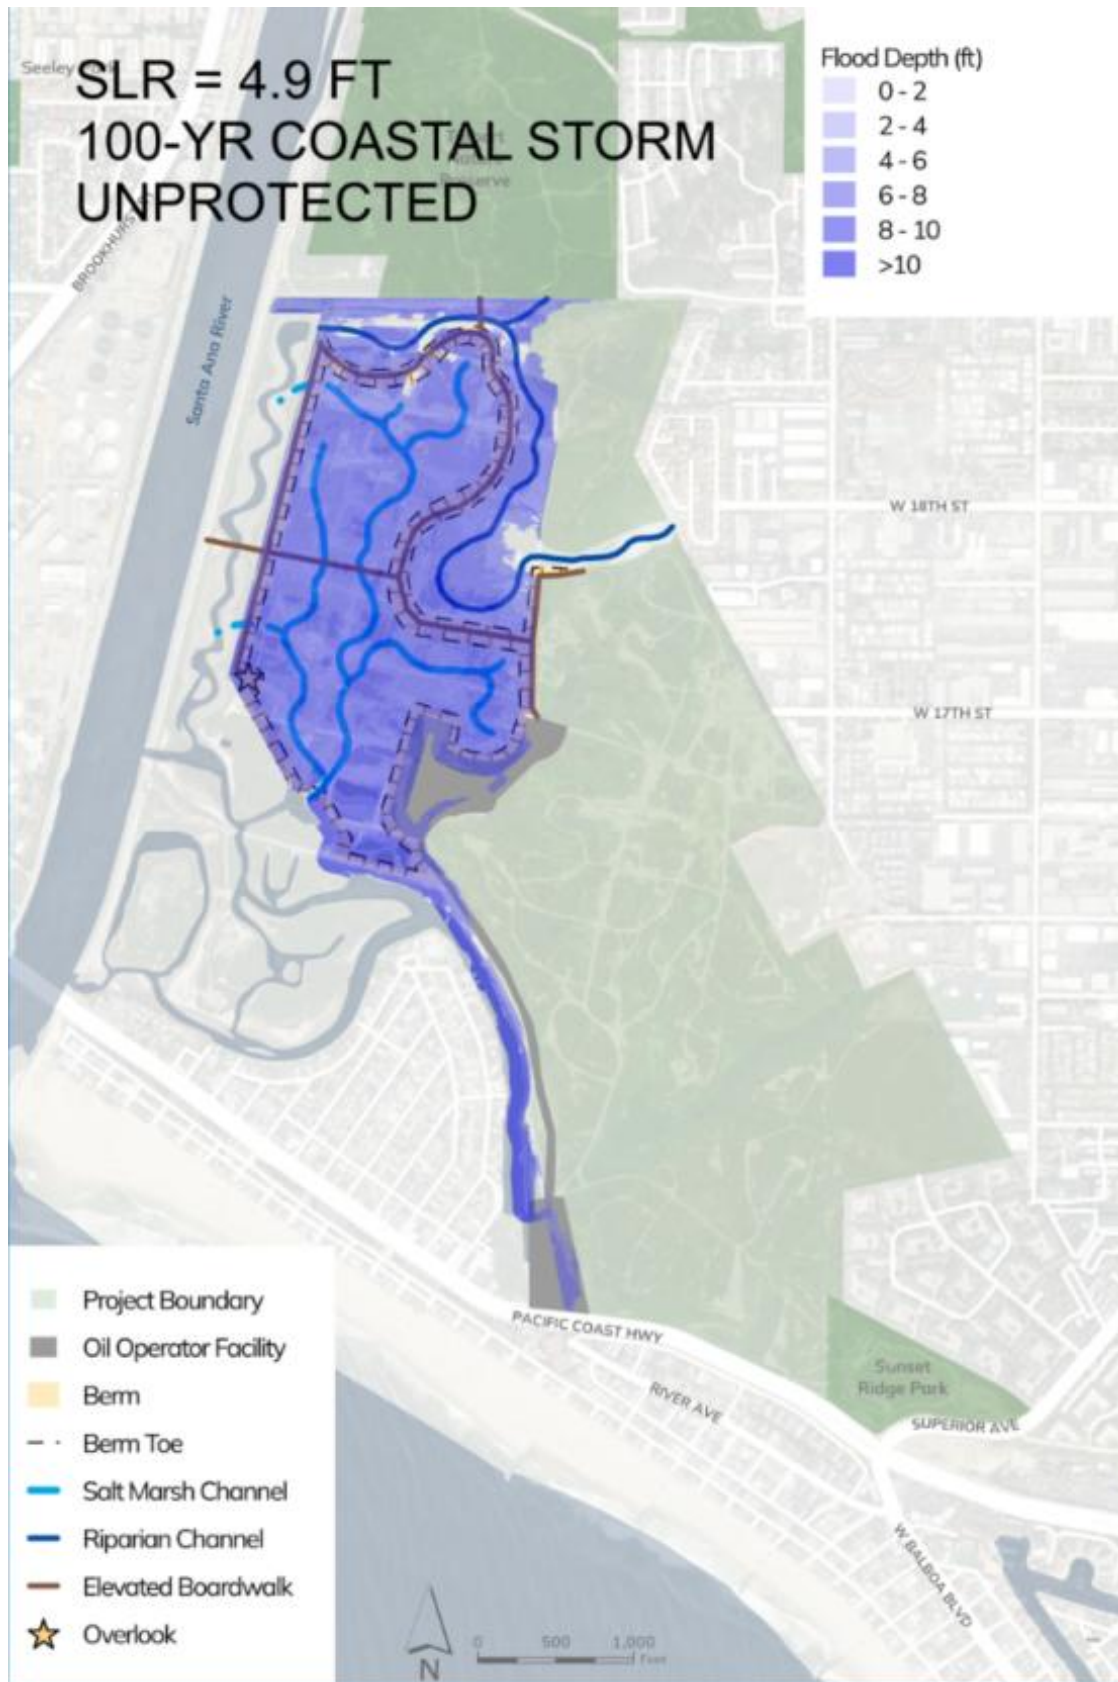 SLR = 4.9 FT
100-YR COASTAL STORM
UNPROTECTED
Seeley
Preserve
BROOKHURST
Santa Ana River
Flood Depth (ft)
0 - 2
2 - 4
4 - 6
6 - 8
8 - 10
>10
W 18TH ST
W 17TH ST
PACIFIC COAST HWY
RIVER AVE
Sunset
Ridge Park
SUPERIOR AVE
W BALBOA BLVD
Project Boundary
Oil Operator Facility
Berm
Berm Toe
Salt Marsh Channel
Riparian Channel
Elevated Boardwalk
Overlook
N
0 500 1,000
Feet